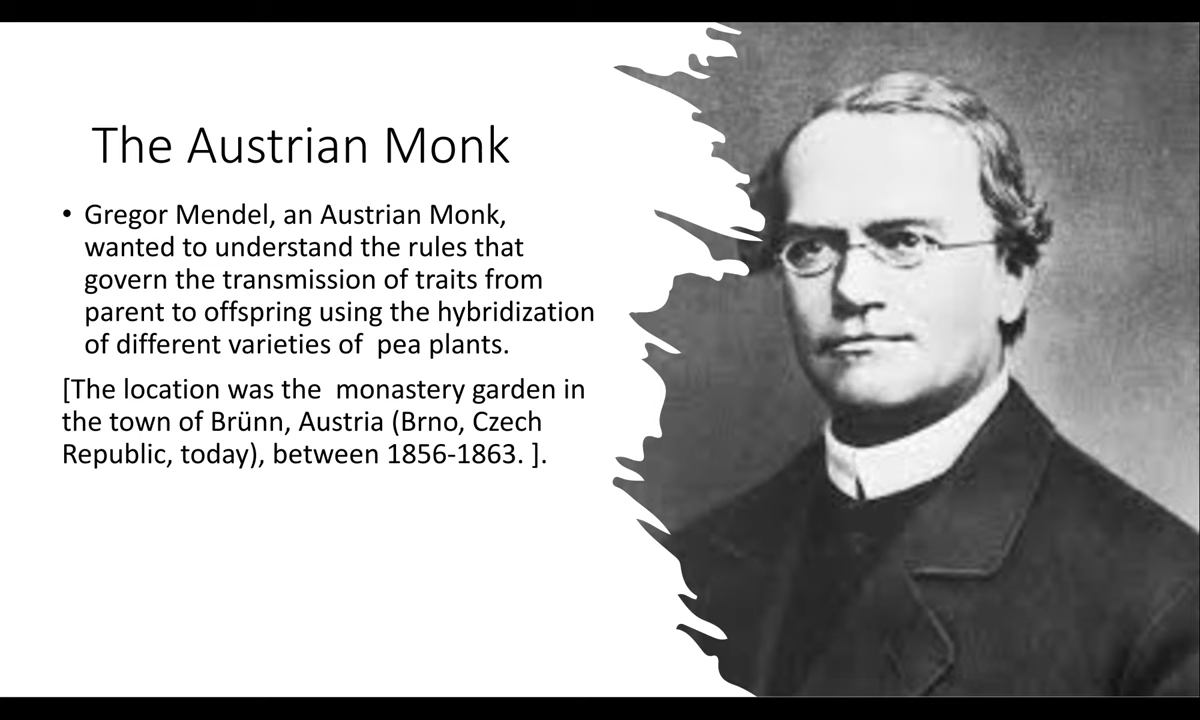 The Austrian Monk
• Gregor Mendel, an Austrian Monk,
wanted to understand the rules that
govern the transmission of traits from
parent to offspring using the hybridization
of different varieties of  pea plants.
[The location was the  monastery garden in
the town of Brünn, Austria (Brno, Czech
Republic, today), between 1856-1863. ].